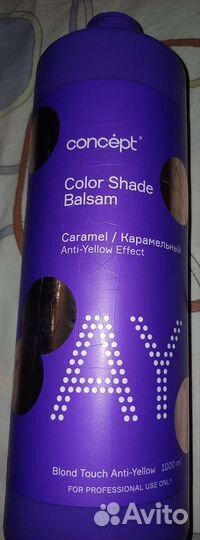 concept®
Color Shade
Balsam
Caramel / Карамельный
Anti-Yellow Effect
AY
Blond Touch Anti-Yellow 1000 ml
FOR PROFESSIONAL USE ONLY
Avito